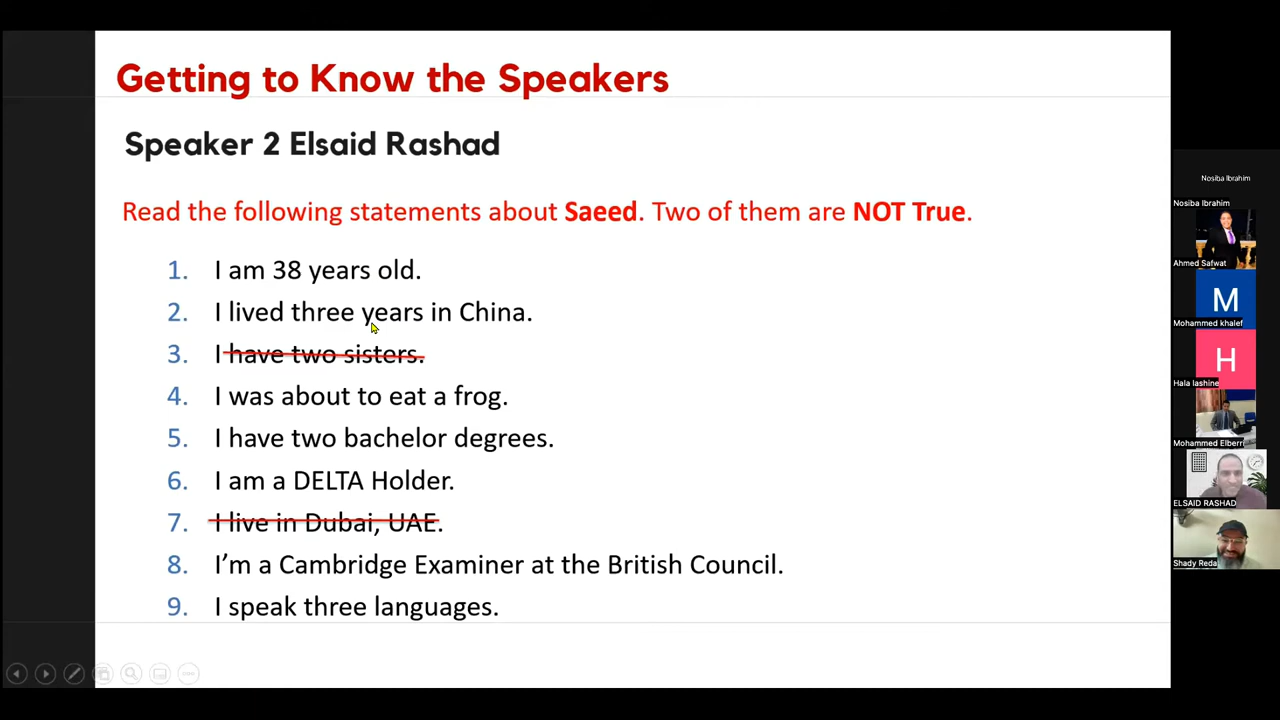 Getting to Know the Speakers
Speaker 2 Elsaid Rashad
Read the following statements about Saeed. Two of them are NOT True.
1. I am 38 years old.
2. I lived three years in China.
3. I have two sisters.
4. I was about to eat a frog.
5. I have two bachelor degrees.
6. I am a DELTA Holder.
7. I live in Dubai, UAE.
8. I'm a Cambridge Examiner at the British Council.
9. I speak three languages.
Nosiba Ibrahim
Nosiba Ibrahim
Ahmed Safwat
M
Mohammed khalef
H
Hala lashine
Mohammed Elberri
ELSAID RASHAD
Shady Reda